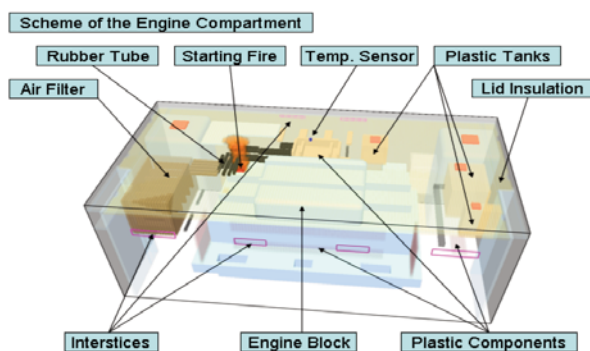 Scheme of the Engine Compartment
Rubber Tube
Starting Fire
Temp. Sensor
Plastic Tanks
Air Filter
Lid Insulation
Interstices
Engine Block
Plastic Components